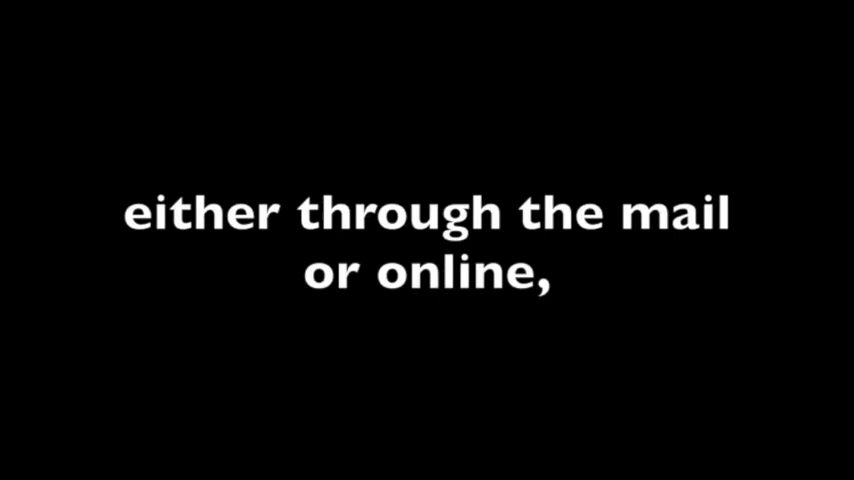 either through the mail
or online,